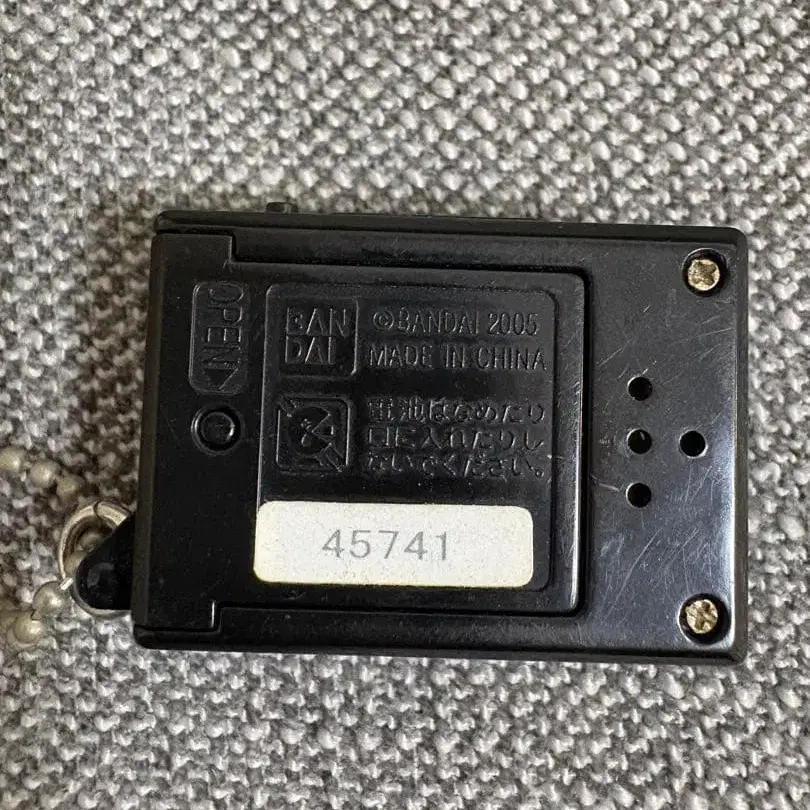 OPEN
BAN
DAI
©BANDAI 2005
MADE IN CHINA
電池はなめたり
口に入れたりし
ないでください。
45741